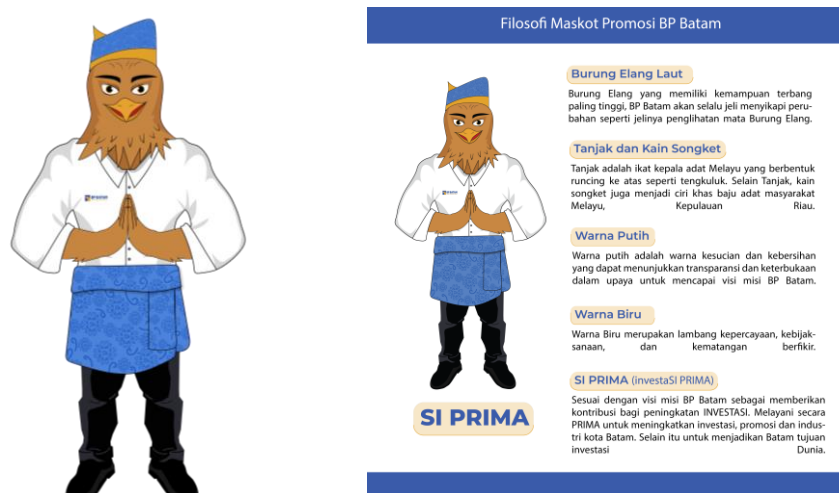 Filosofi Maskot Promosi BP Batam
Burung Elang Laut
Burung Elang yang memiliki kemampuan terbang
paling tinggi, BP Batam akan selalu jeli menyikapi peru-
bahan seperti jelinya penglihatan mata Burung Elang.
Tanjak dan Kain Songket
Tanjak adalah ikat kepala adat Melayu yang berbentuk
runcing ke atas seperti tengkuluk. Selain Tanjak, kain
songket juga menjadi ciri khas baju adat masyarakat
Melayu, Kepulauan Riau.
Warna Putih
Warna putih adalah warna kesucian dan kebersihan
yang dapat menunjukkan transparansi dan keterbukaan
dalam upaya untuk mencapai visi misi BP Batam.
Warna Biru
Warna Biru merupakan lambang kepercayaan, kebijak-
sanaan, dan kematangan berfikir.
SI PRIMA (investaSI PRIMA)
Sesuai dengan visi misi BP Batam sebagai memberikan
kontribusi bagi peningkatan INVESTASI. Melayani secara
PRIMA untuk meningkatkan investasi, promosi dan indus-
tri kota Batam. Selain itu untuk menjadikan Batam tujuan
investasi Dunia.
SI PRIMA